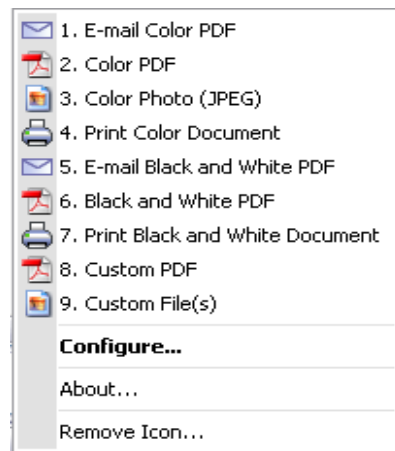 1. E-mail Color PDF
2. Color PDF
3. Color Photo (JPEG)
4. Print Color Document
5. E-mail Black and White PDF
6. Black and White PDF
7. Print Black and White Document
8. Custom PDF
9. Custom File(s)
Configure...
About...
Remove Icon...